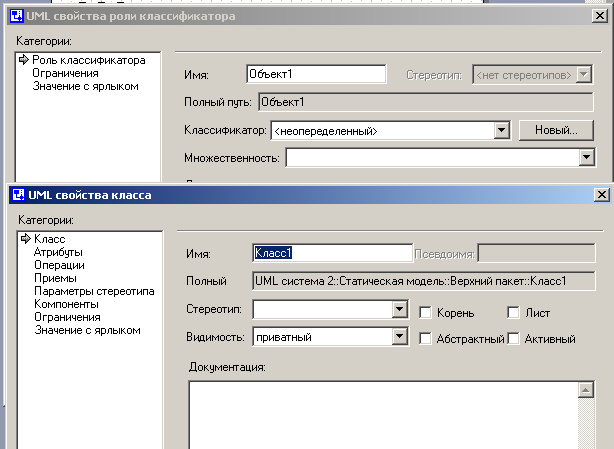 UML свойства роли классификатора
Категории:
Роль классификатора
Ограничения
Значение с ярлыком
Имя: Объект1 Стереотип: <нет стереотипов>
Полный путь: Объект1
Классификатор: <неопеределенный> Новый...
Множественность:
UML свойства класса
Категории:
Класс
Атрибуты
Операции
Приемы
Параметры стереотипа
Компоненты
Ограничения
Значение с ярлыком
Имя: Класс1 Псевдоимя:
Полный UML система 2::Статическая модель::Верхний пакет::Класс1
Стереотип: Корень Лист
Видимость: приватный Абстрактный Активный
Документация: